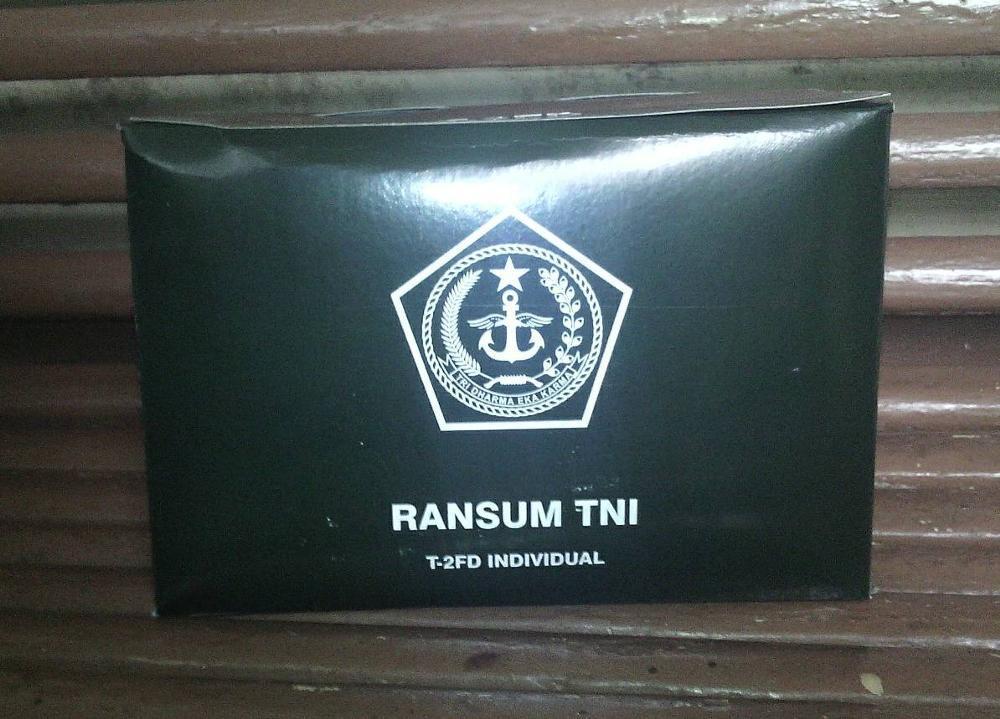 TRI DHARMA EKA KARMA
RANSUM TNI
T-2FD INDIVIDUAL